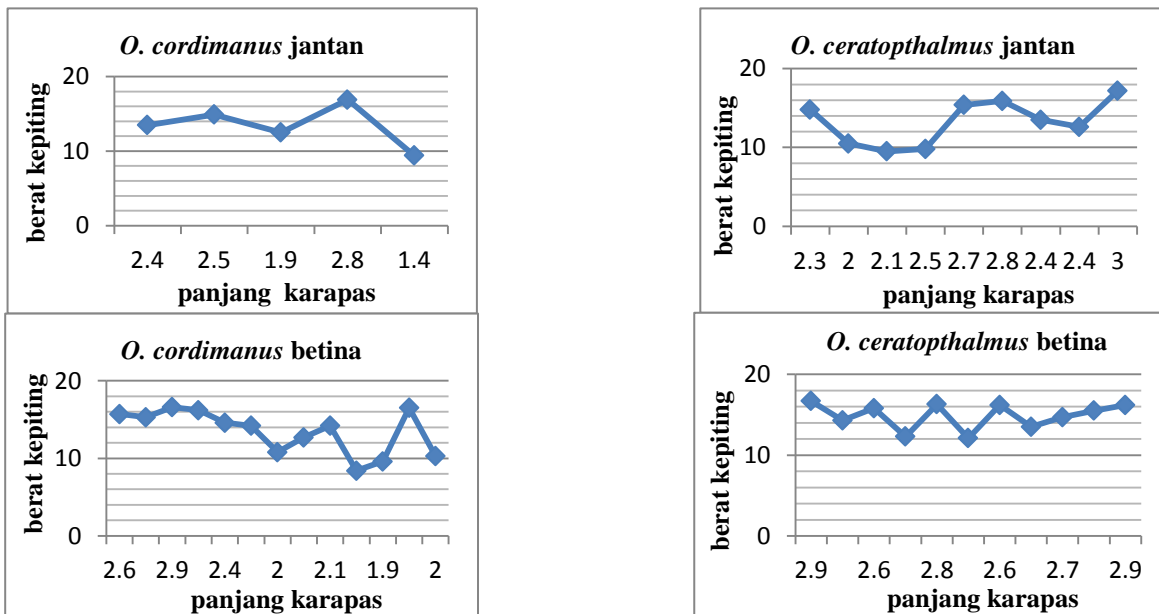 O. cordimanus jantan
20
10
0
berat kepiting
2.4 2.5 1.9 2.8 1.4
panjang karapas
O. ceratopthalmus jantan
20
10
0
berat kepiting
2.3 2 2.1 2.5 2.7 2.8 2.4 2.4 3
panjang karapas
O. cordimanus betina
20
10
0
berat kepiting
2.6 2.9 2.4 2 2.1 1.9 2
panjang karapas
O. ceratopthalmus betina
20
10
0
berat kepiting
2.9 2.6 2.8 2.6 2.7 2.9
panjang karapas